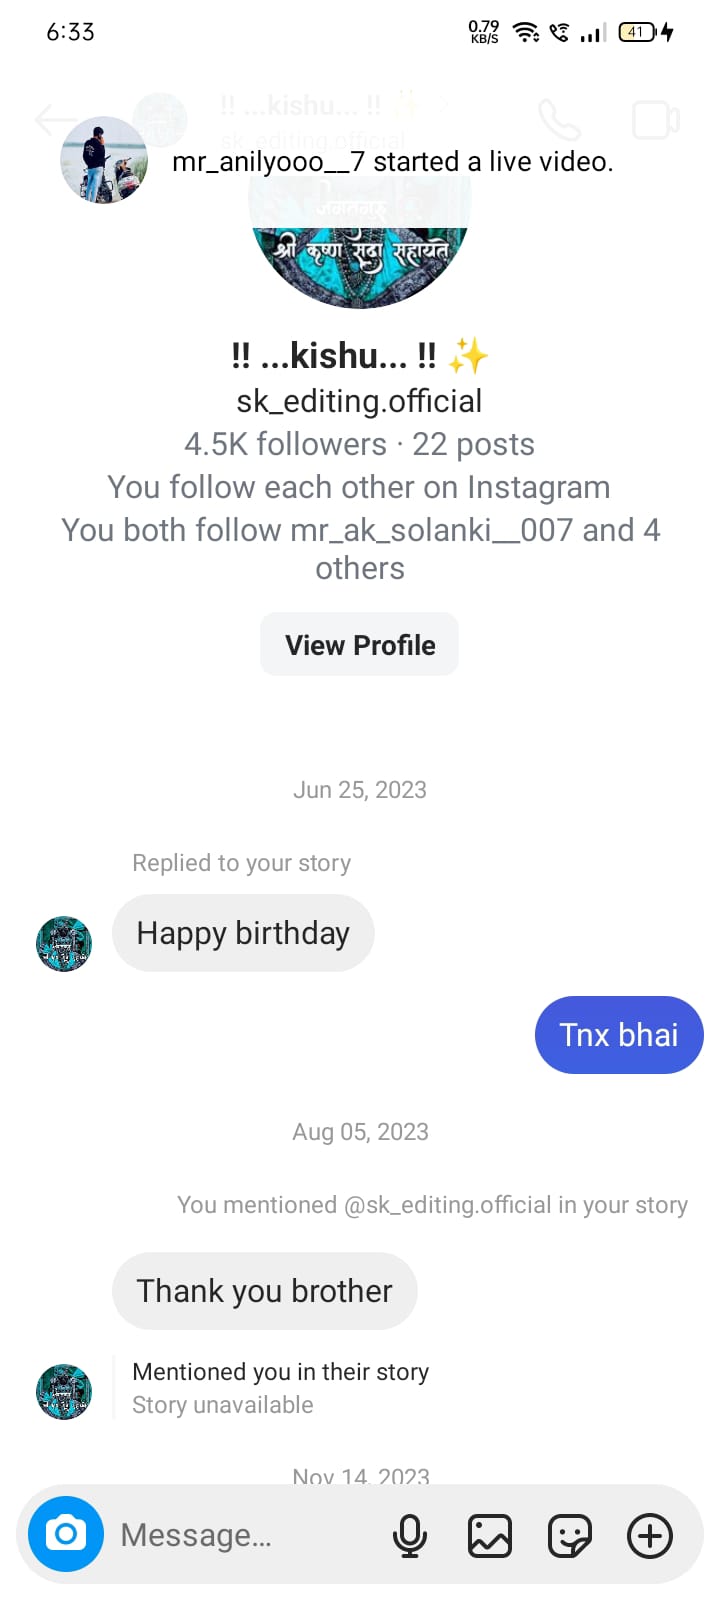 6:33
0.79
KB/S
41
!! ...kishu... !! ✨
sk_editing.official
mr_anilyooo__7 started a live video.
जगतगुरु
श्री कृष्ण सदा सहायते
!! ...kishu... !! ✨
sk_editing.official
4.5K followers · 22 posts
You follow each other on Instagram
You both follow mr_ak_solanki__007 and 4
others
View Profile
Jun 25, 2023
Replied to your story
Happy birthday
Tnx bhai
Aug 05, 2023
You mentioned @sk_editing.official in your story
Thank you brother
Mentioned you in their story
Story unavailable
Nov 14, 2023
Message...